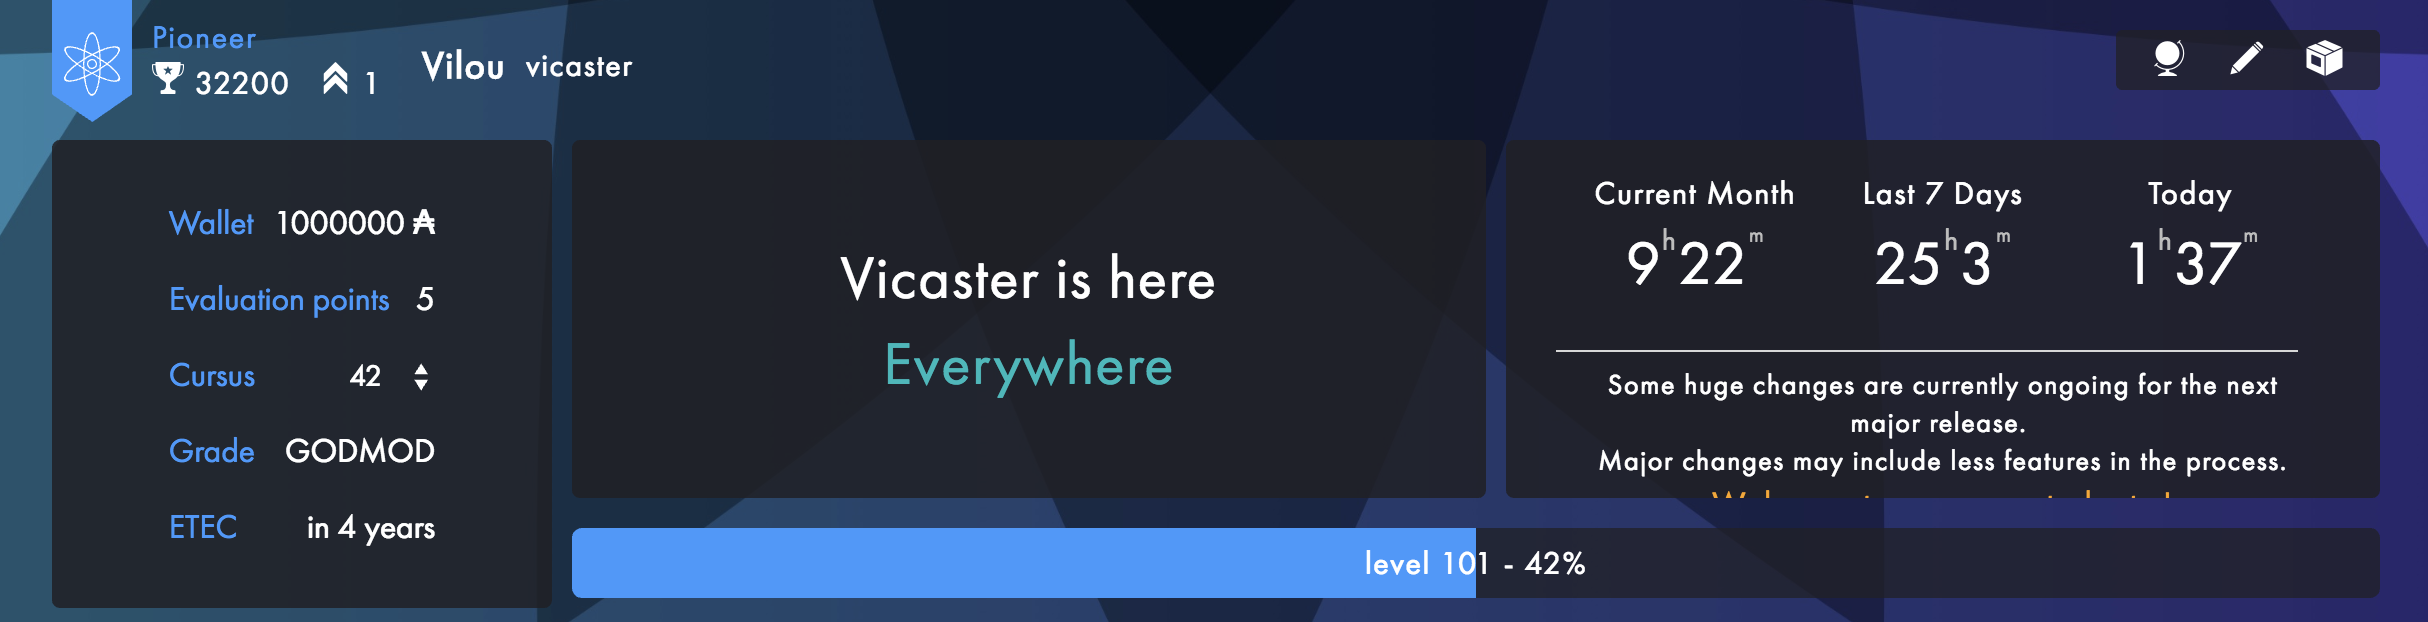 Pioneer
32200 1
Vilou vicaster
Wallet 1000000 ₳
Evaluation points 5
Cursus 42
Grade GODMOD
ETEC in 4 years
Vicaster is here
Everywhere
Current Month Last 7 Days Today
9h22m 25h3m 1h37m
Some huge changes are currently ongoing for the next
major release.
Major changes may include less features in the process.
level 101 - 42%